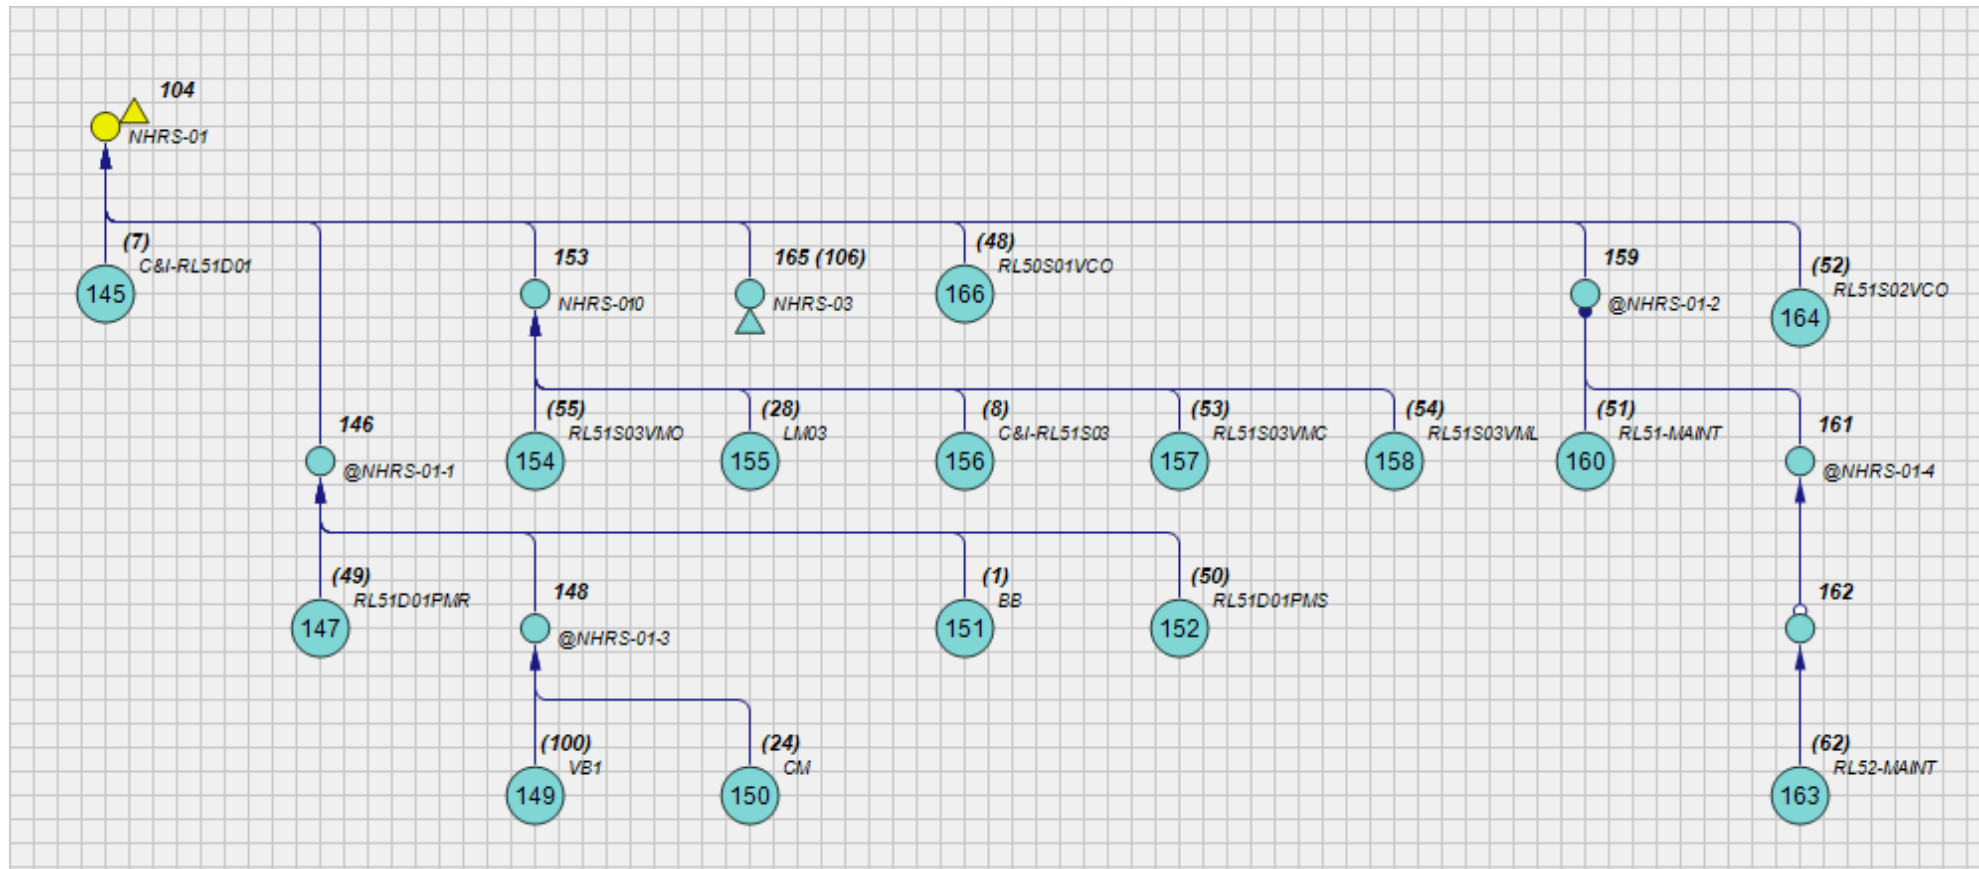 104
NHRS-01
(7)
C&I-RL51D01
145
153
NHRS-010
165 (106)
NHRS-03
(48)
RL50S01VCO
166
159
@NHRS-01-2
(52)
RL51S02VCO
164
146
@NHRS-01-1
(55)
RL51S03VMO
154
(28)
LM03
155
(8)
C&I-RL51S03
156
(53)
RL51S03VMC
157
(54)
RL51S03VML
158
(51)
RL51-MAINT
160
161
@NHRS-01-4
(49)
RL51D01PMR
147
148
@NHRS-01-3
(1)
BB
151
(50)
RL51D01PMS
152
162
(100)
VB1
149
(24)
CM
150
(62)
RL52-MAINT
163